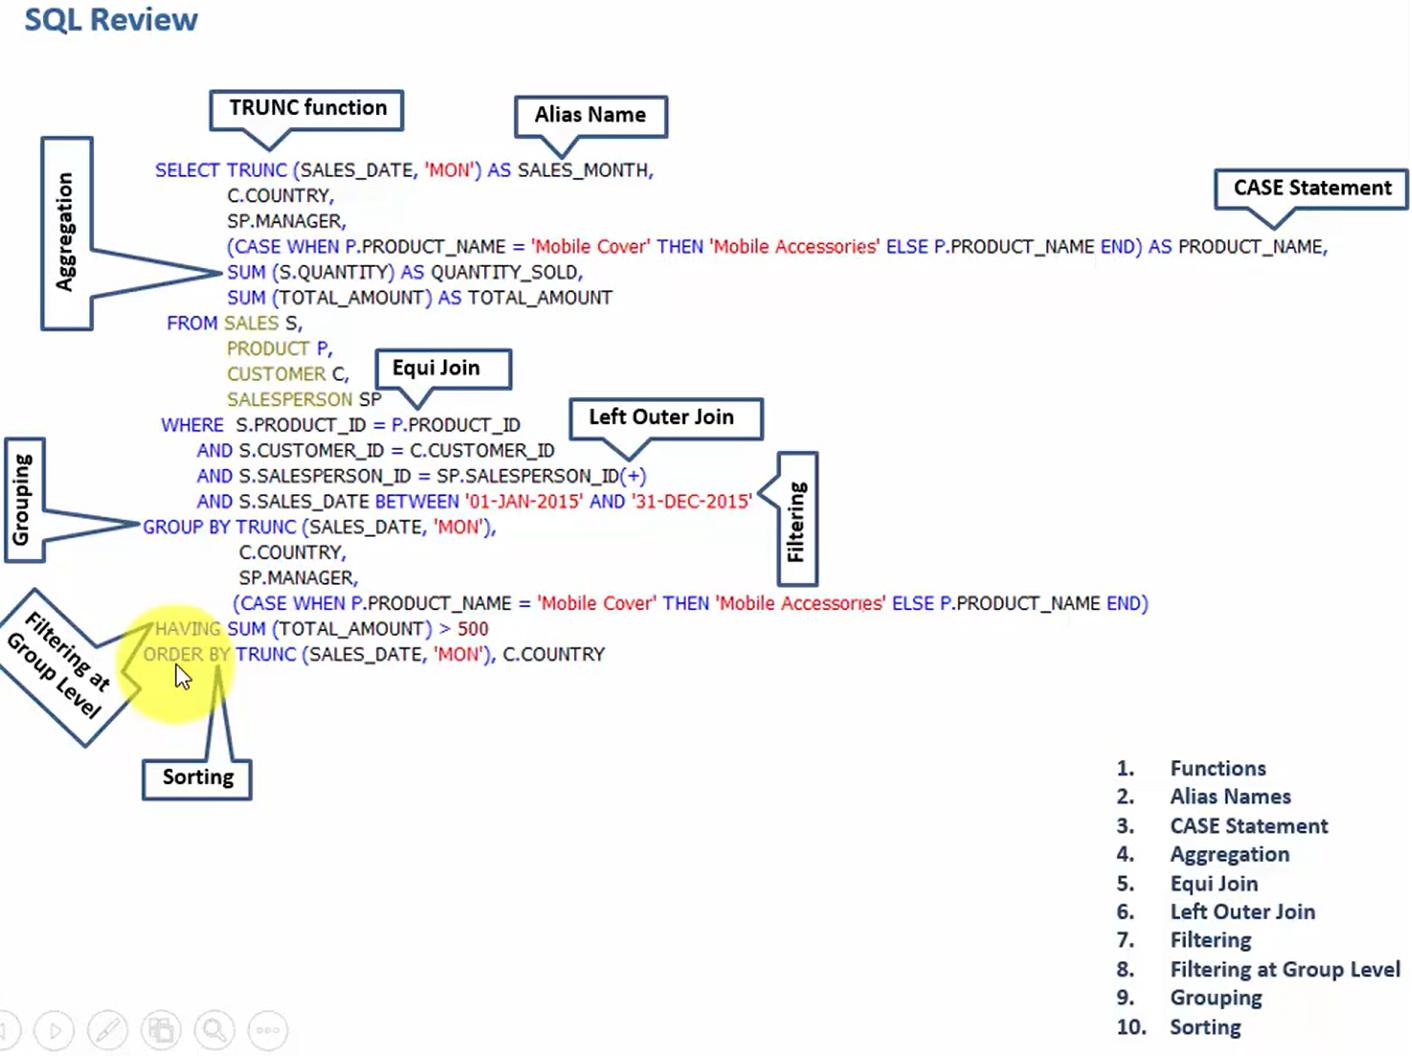 SQL Review
TRUNC function
Alias Name
CASE Statement
Aggregation
SELECT TRUNC (SALES_DATE, 'MON') AS SALES_MONTH,
C.COUNTRY,
SP.MANAGER,
(CASE WHEN P.PRODUCT_NAME = 'Mobile Cover' THEN 'Mobile Accessories' ELSE P.PRODUCT_NAME END) AS PRODUCT_NAME,
SUM (S.QUANTITY) AS QUANTITY_SOLD,
SUM (TOTAL_AMOUNT) AS TOTAL_AMOUNT
FROM SALES S,
PRODUCT P,
CUSTOMER C,
SALESPERSON SP
Equi Join
Left Outer Join
WHERE S.PRODUCT_ID = P.PRODUCT_ID
AND S.CUSTOMER_ID = C.CUSTOMER_ID
AND S.SALESPERSON_ID = SP.SALESPERSON_ID(+)
AND S.SALES_DATE BETWEEN '01-JAN-2015' AND '31-DEC-2015'
Filtering
Grouping
GROUP BY TRUNC (SALES_DATE, 'MON'),
C.COUNTRY,
SP.MANAGER,
(CASE WHEN P.PRODUCT_NAME = 'Mobile Cover' THEN 'Mobile Accessories' ELSE P.PRODUCT_NAME END)
HAVING SUM (TOTAL_AMOUNT) > 500
ORDER BY TRUNC (SALES_DATE, 'MON'), C.COUNTRY
Filtering at
Group Level
Sorting
1. Functions
2. Alias Names
3. CASE Statement
4. Aggregation
5. Equi Join
6. Left Outer Join
7. Filtering
8. Filtering at Group Level
9. Grouping
10. Sorting